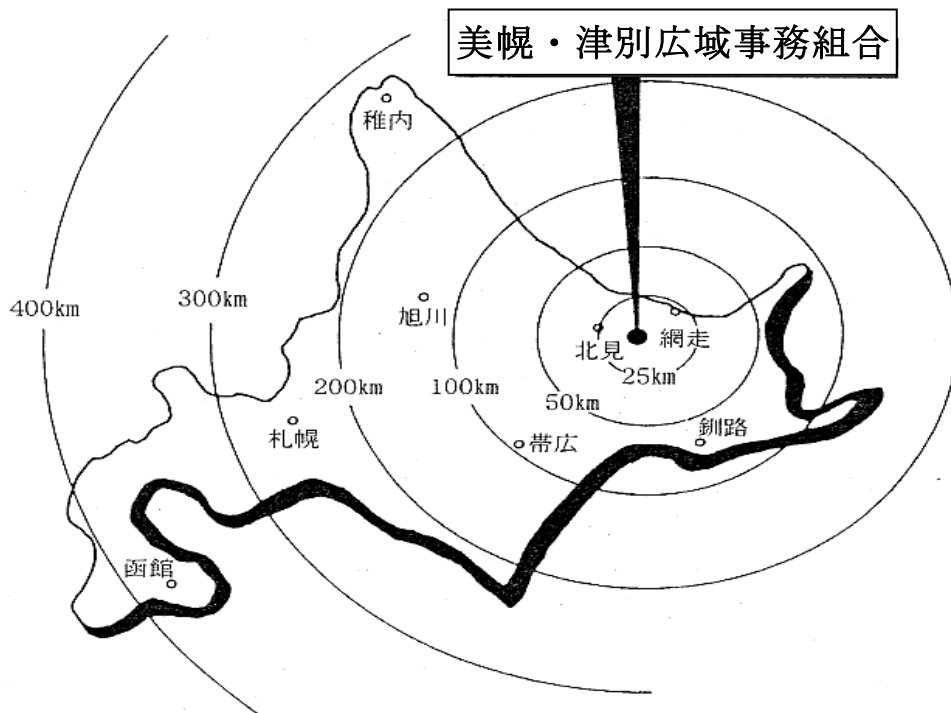 美幌・津別広域事務組合
稚内
400km
300km
旭川
北見
網走
200km
100km
25km
50km
札幌
帯広
釧路
函館